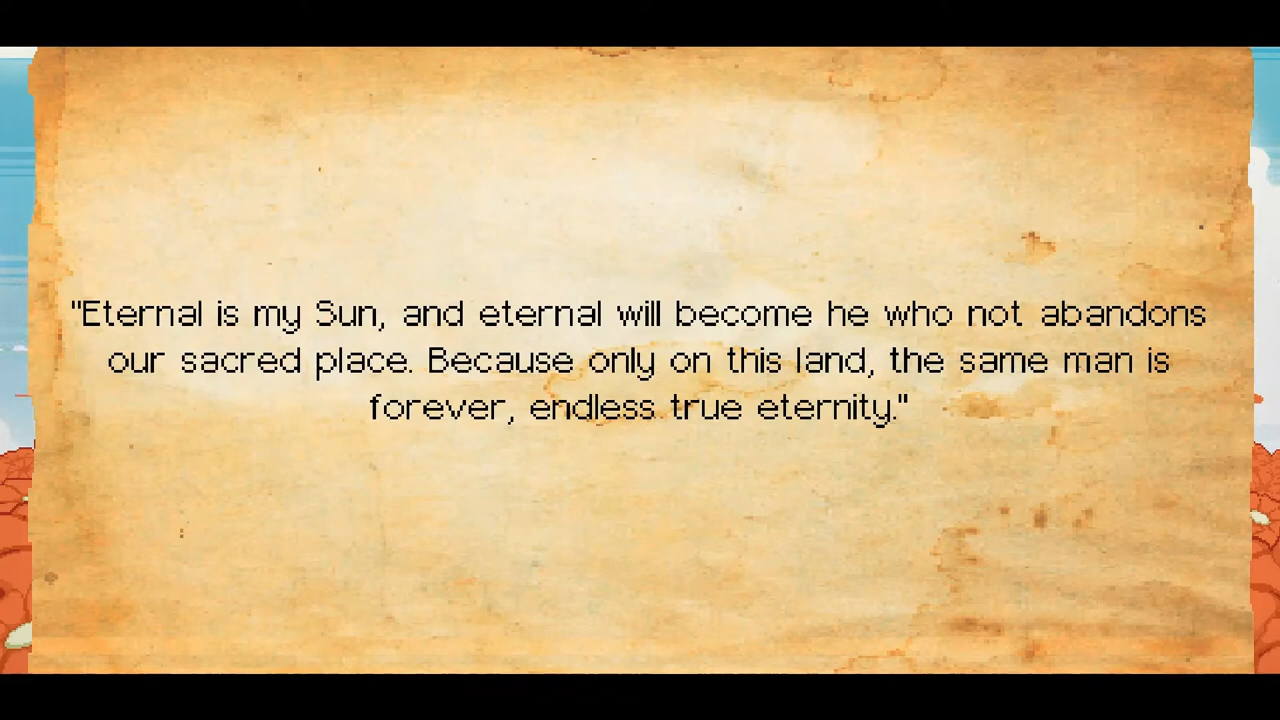 "Eternal is my Sun, and eternal will become he who not abandons
our sacred place. Because only on this land, the same man is
forever, endless true eternity."